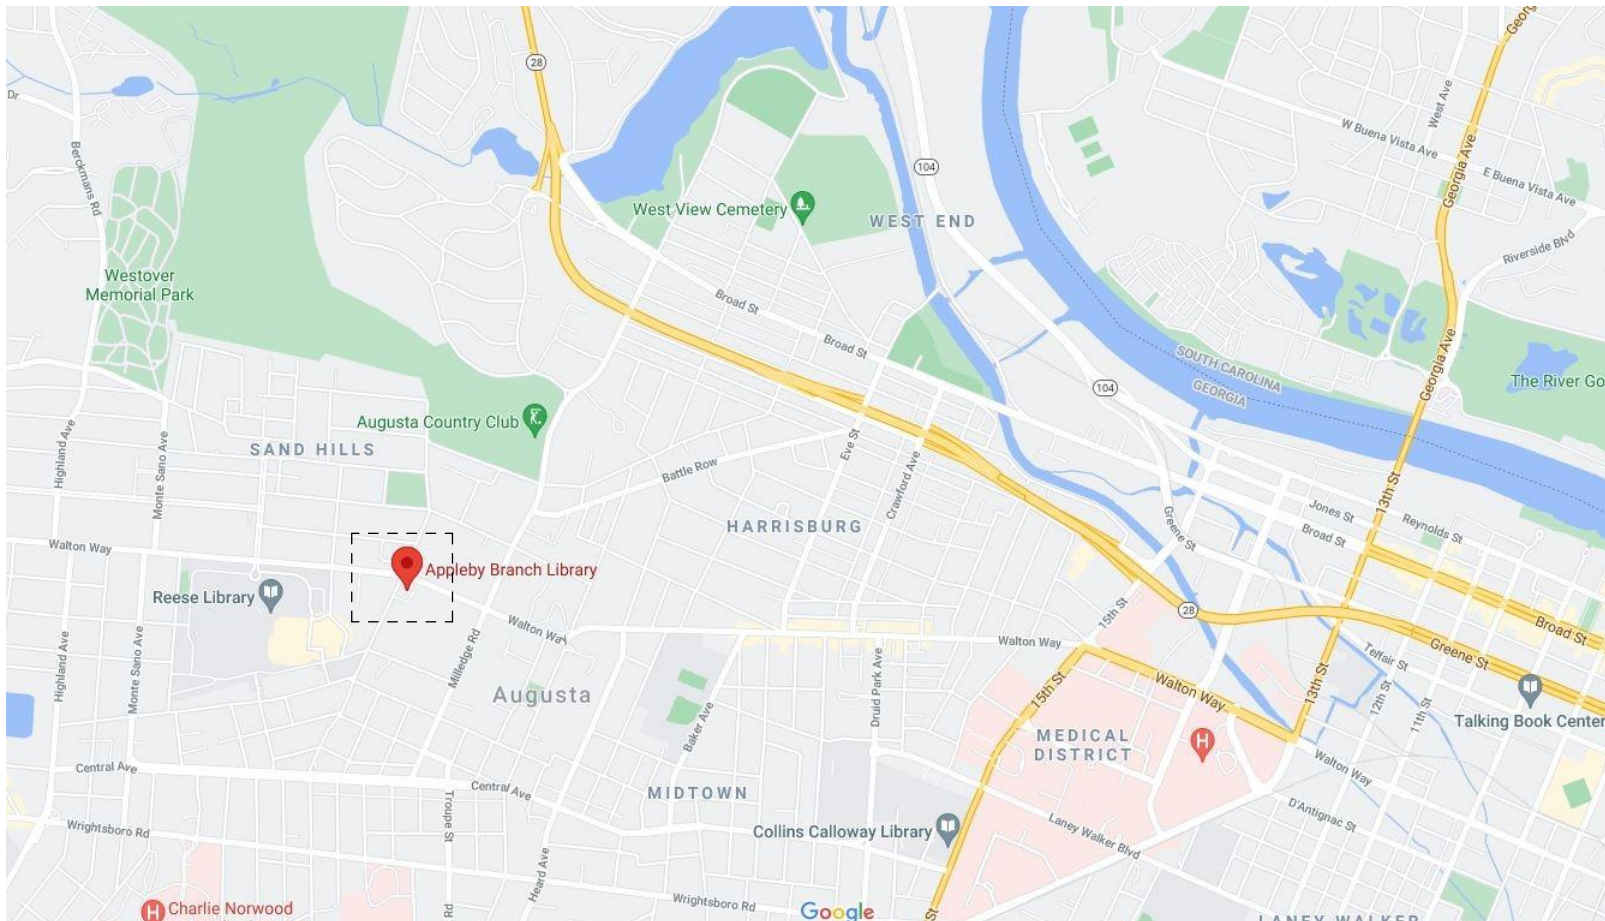 Georg
28
Dr
West Ave
104
W Buena Vista Ave
Georgia Ave
Berckmans Rd
E Buena Vista Ave
West View Cemetery
WEST END
Georgia Ave
Riverside Blvd
Westover
Memorial Park
Broad St
Broad St
SOUTH CAROLINA
GEORGIA
Georgia Ave
104
The River Go
Augusta Country Club
Highland Ave
Monte Sano Ave
SAND HILLS
Eve St
Crawford Ave
Battle Row
13th St
HARRISBURG
Greene St
Jones St
Reynolds St
Broad St
Walton Way
Appleby Branch Library
Reese Library
28
15th St
Walton Way
Walton Way
Broad St
Greene St
Telfair St
Highland Ave
Monte Sano Ave
Milledge Rd
Augusta
Druid Park Ave
15th St
Walton Way
13th St
12th St
11th St
Baker Ave
Talking Book Center
MEDICAL
DISTRICT
H
Walton Way
Central Ave
Central Ave
MIDTOWN
D'Antignac St
Troupe St
Wrightsboro Rd
Collins Calloway Library
Laney Walker Blvd
Heard Ave
Wrightsboro Rd
H Charlie Norwood
Rd
Google
St
LANEY WALKER